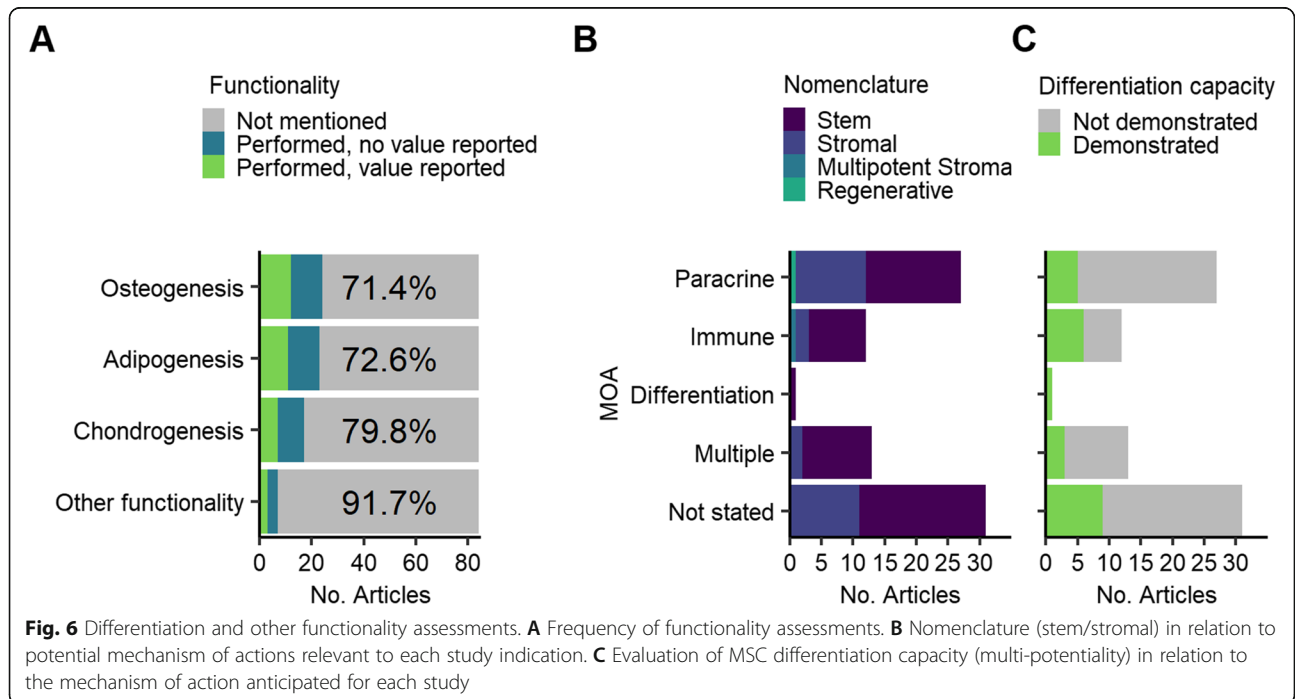 A
Functionality
Not mentioned
Performed, no value reported
Performed, value reported
Osteogenesis
71.4%
Adipogenesis
72.6%
Chondrogenesis
79.8%
Other functionality
91.7%
0 20 40 60 80
No. Articles
B
Nomenclature
Stem
Stromal
Multipotent Stroma
Regenerative
MOA
Paracrine
Immune
Differentiation
Multiple
Not stated
0 5 10 15 20 25 30
No. Articles
C
Differentiation capacity
Not demonstrated
Demonstrated
0 5 10 15 20 25 30
No. Articles
Fig. 6 Differentiation and other functionality assessments. A Frequency of functionality assessments. B Nomenclature (stem/stromal) in relation to
potential mechanism of actions relevant to each study indication. C Evaluation of MSC differentiation capacity (multi-potentiality) in relation to
the mechanism of action anticipated for each study